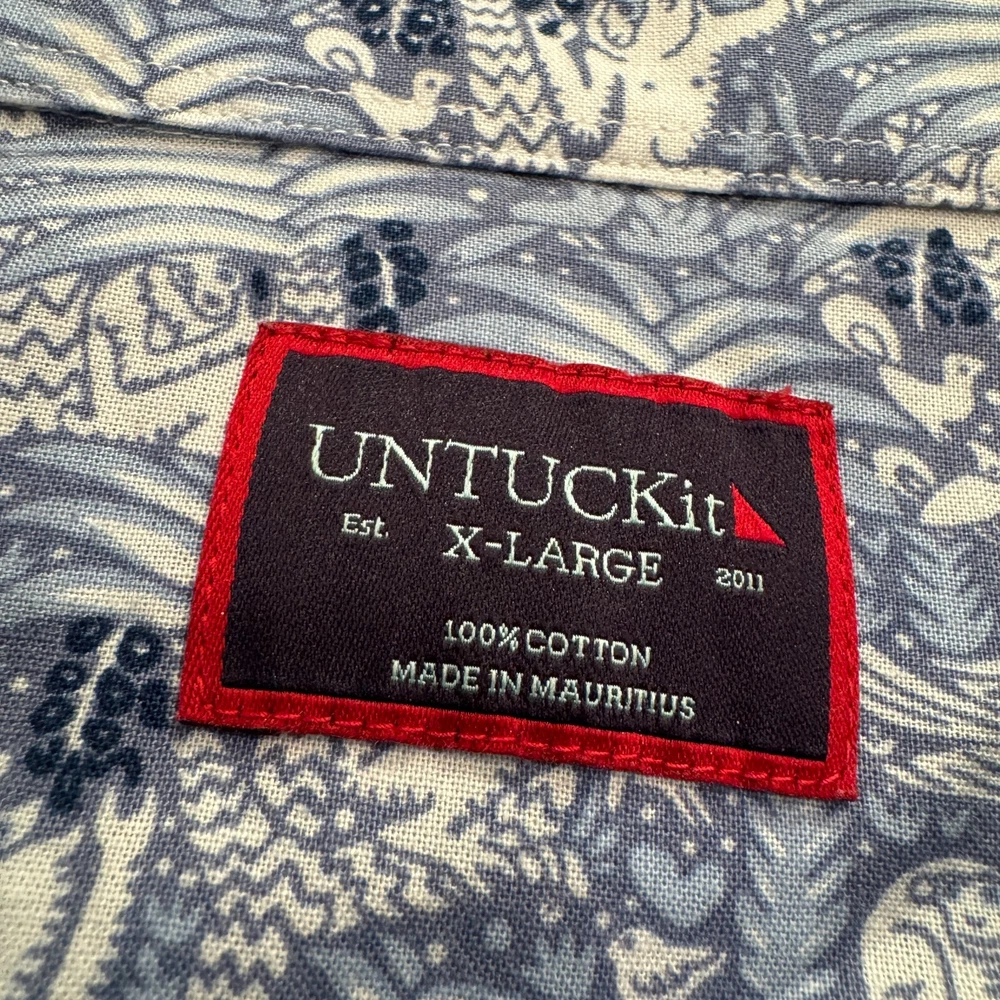 UNTUCKit
Est. X-LARGE 2011
100% COTTON
MADE IN MAURITIUS